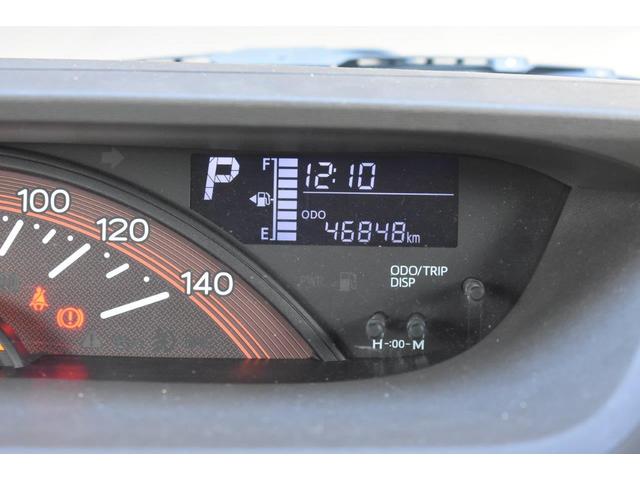 P
F
12:10
ODO
E
46848km
100
120
140
ODO/TRIP
DISP
H-:00-M